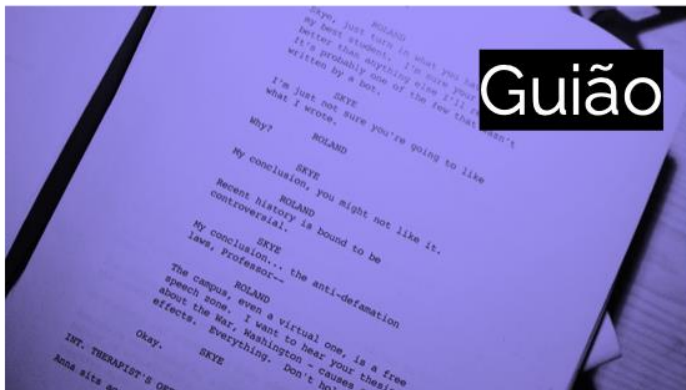 Guião
ROLAND
Skye, just turn in what you
my best student. I'm sure your
better than anything else I'll
It's probably one of the few that wasn't
written by a bot.
SKYE
I'm just not sure you're going to like
what I wrote.
ROLAND
Why?
SKYE
My conclusion, you might not like it.
ROLAND
Recent history is bound to be
controversial.
SKYE
My conclusion... the anti-defamation
laws, Professor--
ROLAND
The campus, even a virtual one, is a free
speech zone. I want to hear your thesis
about the War, Washington - causes
effects. Everything. Don't
SKYE
Okay.
INT. THERAPIST'S
Anna sits